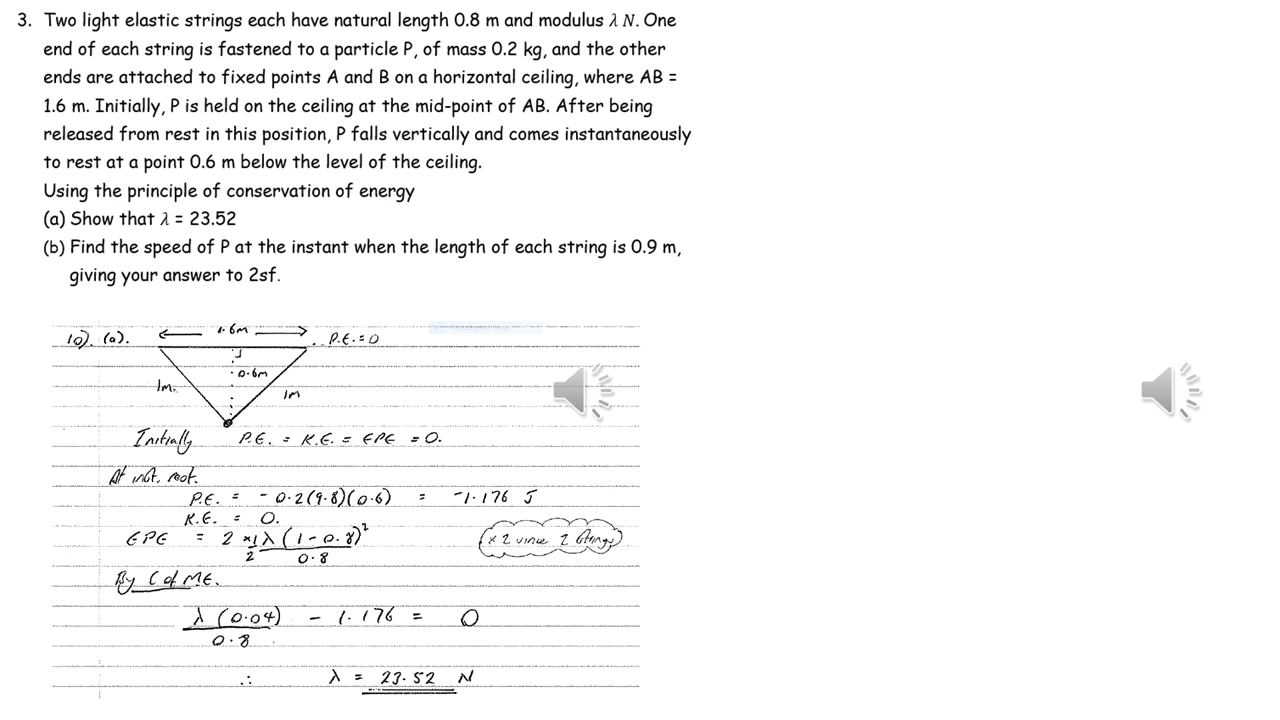 3. Two light elastic strings each have natural length 0.8 m and modulus λ N. One
end of each string is fastened to a particle P, of mass 0.2 kg, and the other
ends are attached to fixed points A and B on a horizontal ceiling, where AB =
1.6 m. Initially, P is held on the ceiling at the mid-point of AB. After being
released from rest in this position, P falls vertically and comes instantaneously
to rest at a point 0.6 m below the level of the ceiling.
Using the principle of conservation of energy
(a) Show that λ = 23.52
(b) Find the speed of P at the instant when the length of each string is 0.9 m,
giving your answer to 2sf.
10). (a). 1.6m P.E. = 0
0.6m
1m. 1m
Initially P.E. = K.E. = EPE = 0.
At inst. rest.
P.E. = - 0.2(9.8)(0.6) = -1.176 J
K.E. = 0.
EPE = 2 × 1/2 λ (1 - 0.8)² / 0.8 (× 2 since 2 strings)
By C of ME.
λ (0.04) / 0.8 - 1.176 = 0
∴ λ = 23.52 N